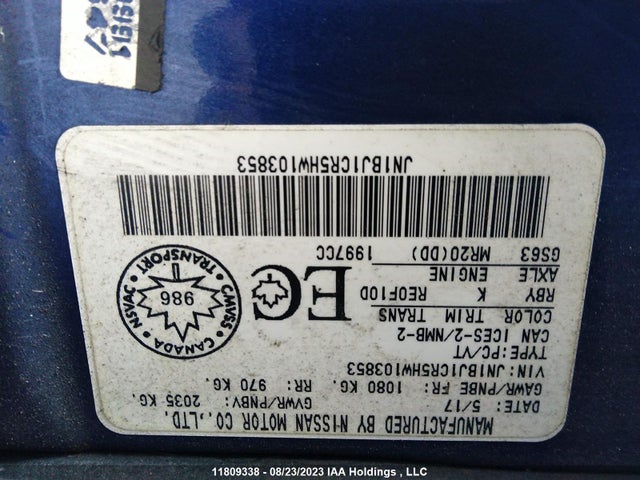 MANUFACTURED BY NISSAN MOTOR CO.,LTD.
DATE: 5/17 GVWR/PNBV: 2035 KG.
GAWR/PNBE FR: 1080 KG. RR: 970 KG.
VIN: JN1BJ1CR5HW103853
TYPE:PC/VT
CAN ICES-2/NMB-2
COLOR TRIM TRANS
RBY K RE0F10D
AXLE ENGINE
GS63 MR20(DD) 1997CC
EC
TRANSPORT
NSVAC • CANADA • CMVSS
986
JN1BJ1CR5HW103853
11809338 - 08/23/2023 IAA Holdings , LLC